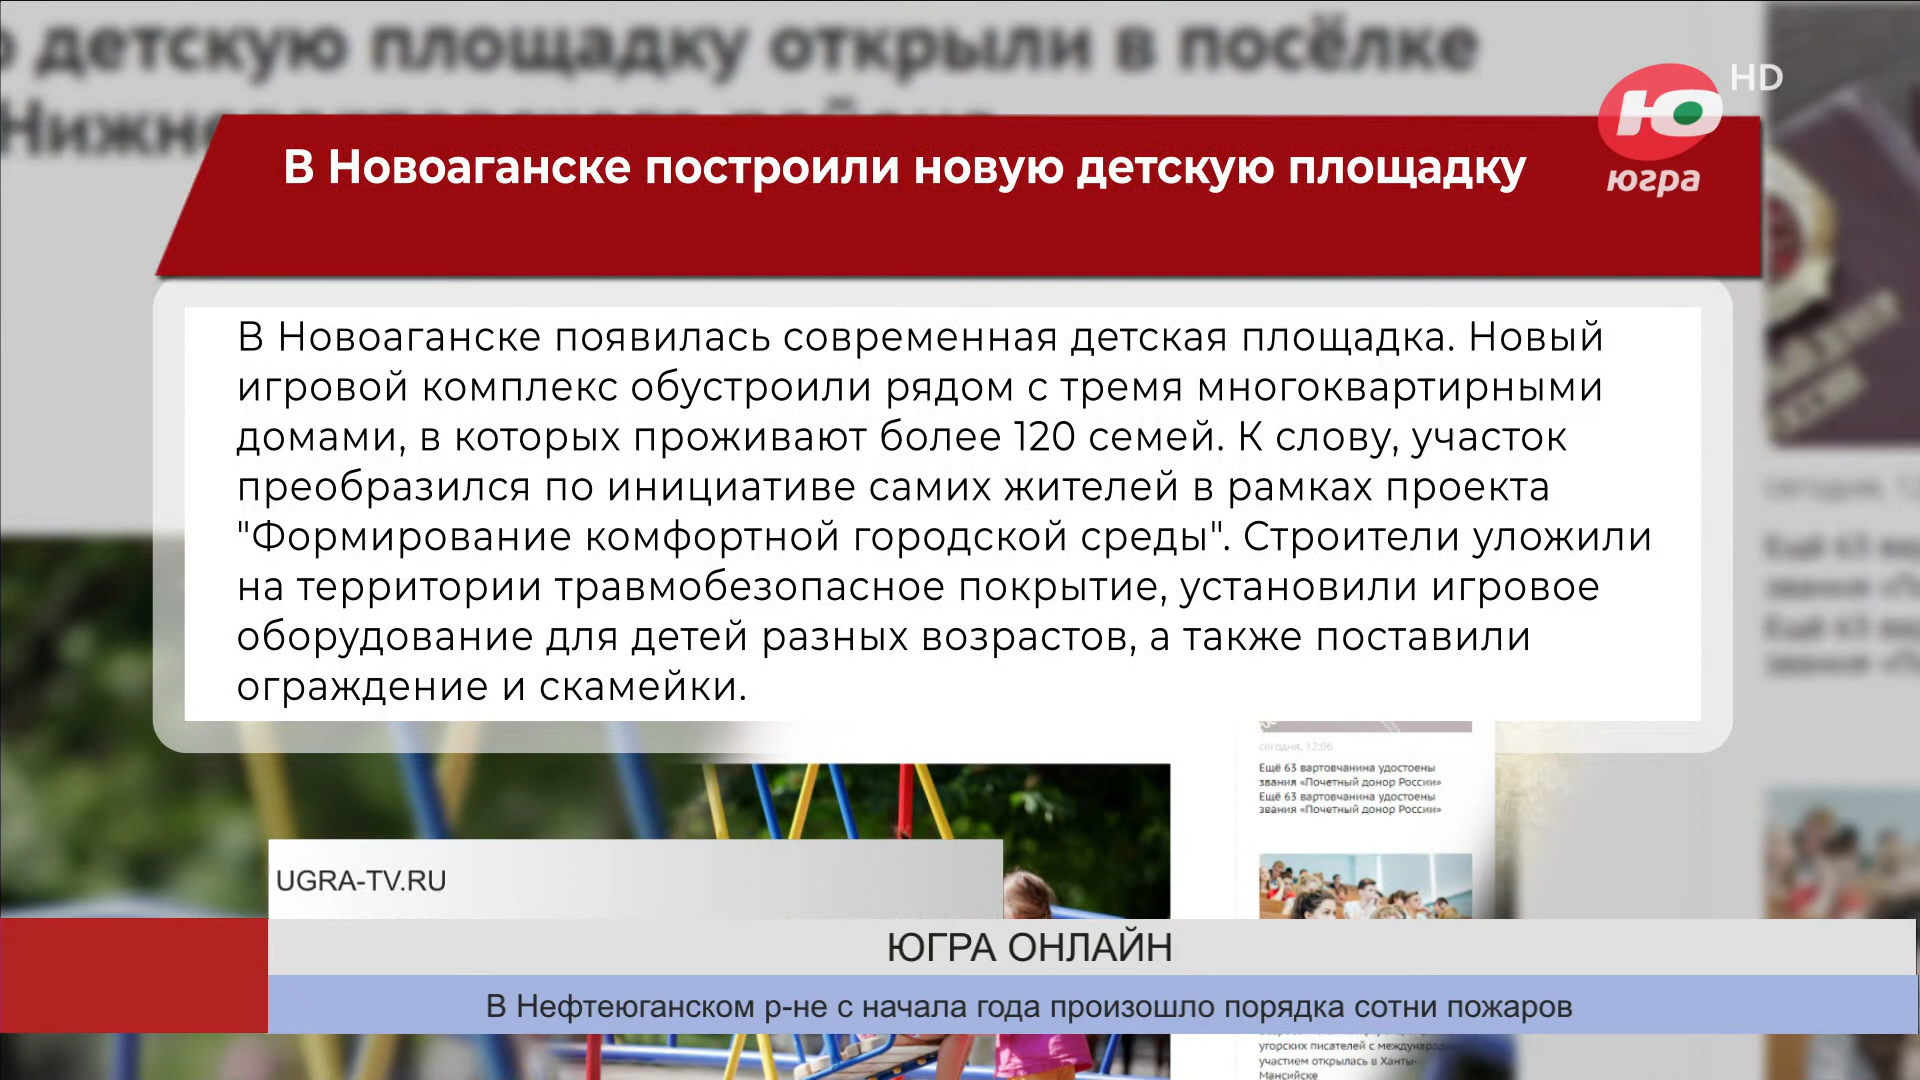 детскую площадку открыли в посёлке
HD
Ю
югра
В Новоаганске построили новую детскую площадку
В Новоаганске появилась современная детская площадка. Новый
игровой комплекс обустроили рядом с тремя многоквартирными
домами, в которых проживают более 120 семей. К слову, участок
преобразился по инициативе самих жителей в рамках проекта
"Формирование комфортной городской среды". Строители уложили
на территории травмобезопасное покрытие, установили игровое
оборудование для детей разных возрастов, а также поставили
ограждение и скамейки.
сегодня, 12:06
Ещё 63 вартовчанина удостоены
звания «Почетный донор России»
Ещё 63 вартовчанина удостоены
звания «Почетный донор России»
UGRA-TV.RU
ЮГРА ОНЛАЙН
В Нефтеюганском р-не с начала года произошло порядка сотни пожаров
угорских писателей с международным
участием открылась в Ханты-
Мансийске